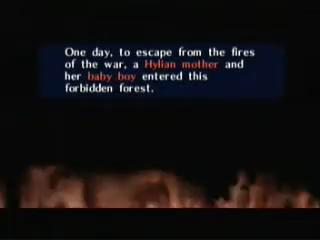 One day, to escape from the fires
of the war, a Hylian mother and
her baby boy entered this
forbidden forest.